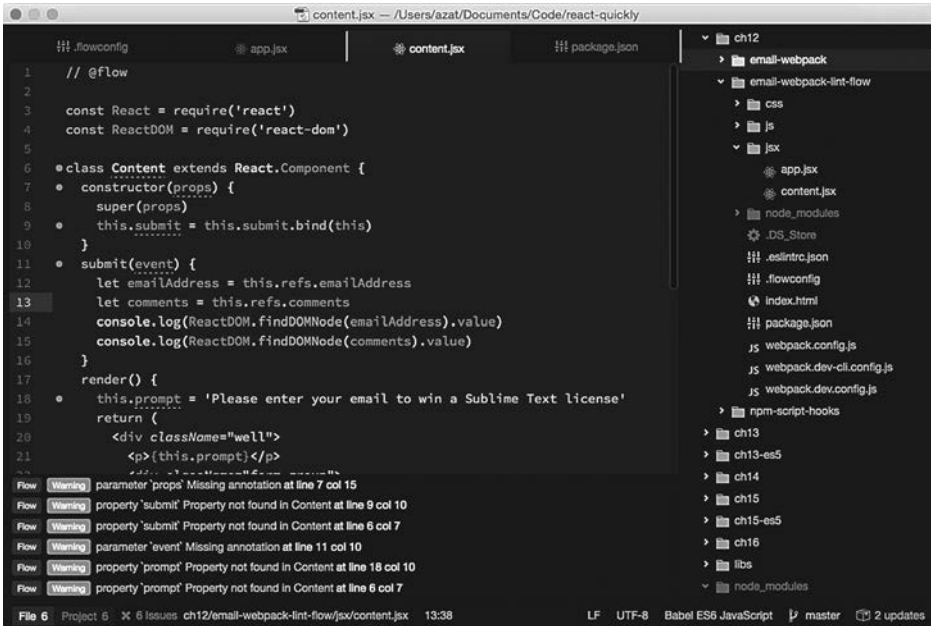 content.jsx — /Users/azat/Documents/Code/react-quickly
.flowconfig
app.jsx
content.jsx
package.json
1 // @flow
2
3 const React = require('react')
4 const ReactDOM = require('react-dom')
5
6 class Content extends React.Component {
7 constructor(props) {
8 super(props)
9 this.submit = this.submit.bind(this)
10 }
11 submit(event) {
12 let emailAddress = this.refs.emailAddress
13 let comments = this.refs.comments
14 console.log(ReactDOM.findDOMNode(emailAddress).value)
15 console.log(ReactDOM.findDOMNode(comments).value)
16 }
17 render() {
18 this.prompt = 'Please enter your email to win a Sublime Text license'
19 return (
20 <div className="well">
21 <p>{this.prompt}</p>
Flow Warning parameter `props` Missing annotation at line 7 col 15
Flow Warning property `submit` Property not found in Content at line 9 col 10
Flow Warning property `submit` Property not found in Content at line 6 col 7
Flow Warning parameter `event` Missing annotation at line 11 col 10
Flow Warning property `prompt` Property not found in Content at line 18 col 10
Flow Warning property `prompt` Property not found in Content at line 6 col 7
ch12
email-webpack
email-webpack-lint-flow
css
js
jsx
app.jsx
content.jsx
node_modules
.DS_Store
.eslintrc.json
.flowconfig
index.html
package.json
JS webpack.config.js
JS webpack.dev-cli.config.js
JS webpack.dev.config.js
npm-script-hooks
ch13
ch13-es5
ch14
ch15
ch15-es5
ch16
libs
node_modules
File 6 Project 6 6 Issues ch12/email-webpack-lint-flow/jsx/content.jsx 13:38 LF UTF-8 Babel ES6 JavaScript master 2 updates